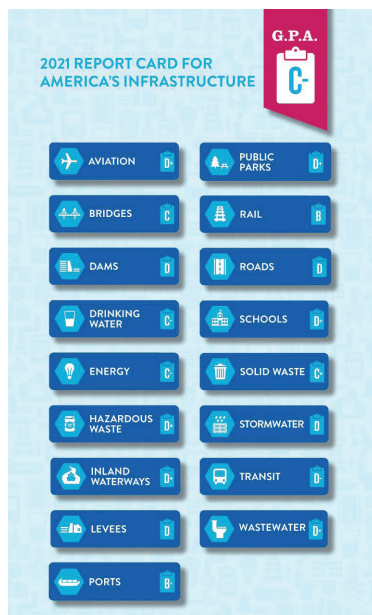 G.P.A.
C-
2021 REPORT CARD FOR
AMERICA'S INFRASTRUCTURE
AVIATION D+
BRIDGES C
DAMS D
DRINKING
WATER C-
ENERGY C-
HAZARDOUS
WASTE D+
INLAND
WATERWAYS D+
LEVEES D
PORTS B-
PUBLIC
PARKS D+
RAIL B
ROADS D
SCHOOLS D+
SOLID WASTE C+
STORMWATER D
TRANSIT D-
WASTEWATER D+